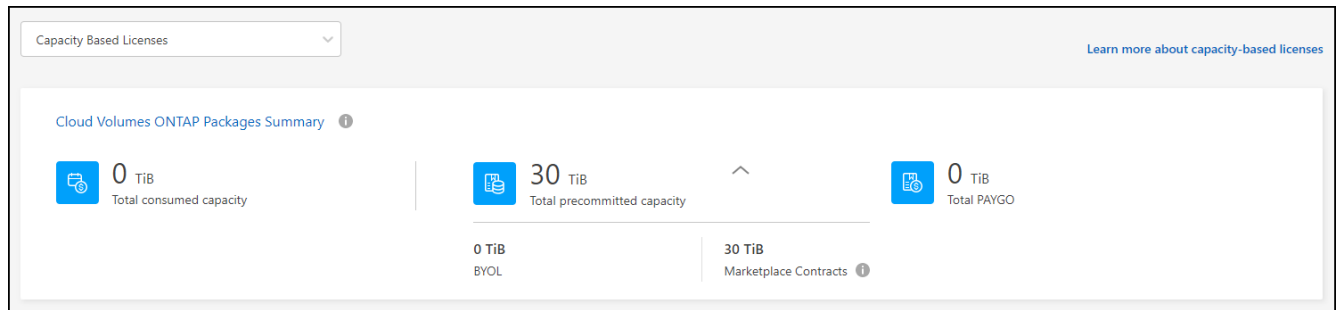 Capacity Based Licenses
Learn more about capacity-based licenses
Cloud Volumes ONTAP Packages Summary
0 TiB
Total consumed capacity
30 TiB
Total precommitted capacity
0 TiB
BYOL
30 TiB
Marketplace Contracts
0 TiB
Total PAYGO